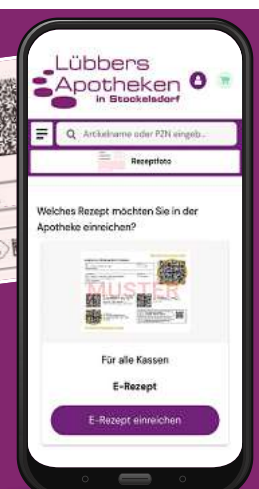 Lübbers
Apotheken
in Stockelsdorf
Artikelname oder PZN eingeb...
Rezeptfoto
Welches Rezept möchten Sie in der
Apotheke einreichen?
MUSTER
Für alle Kassen
E-Rezept
E-Rezept einreichen